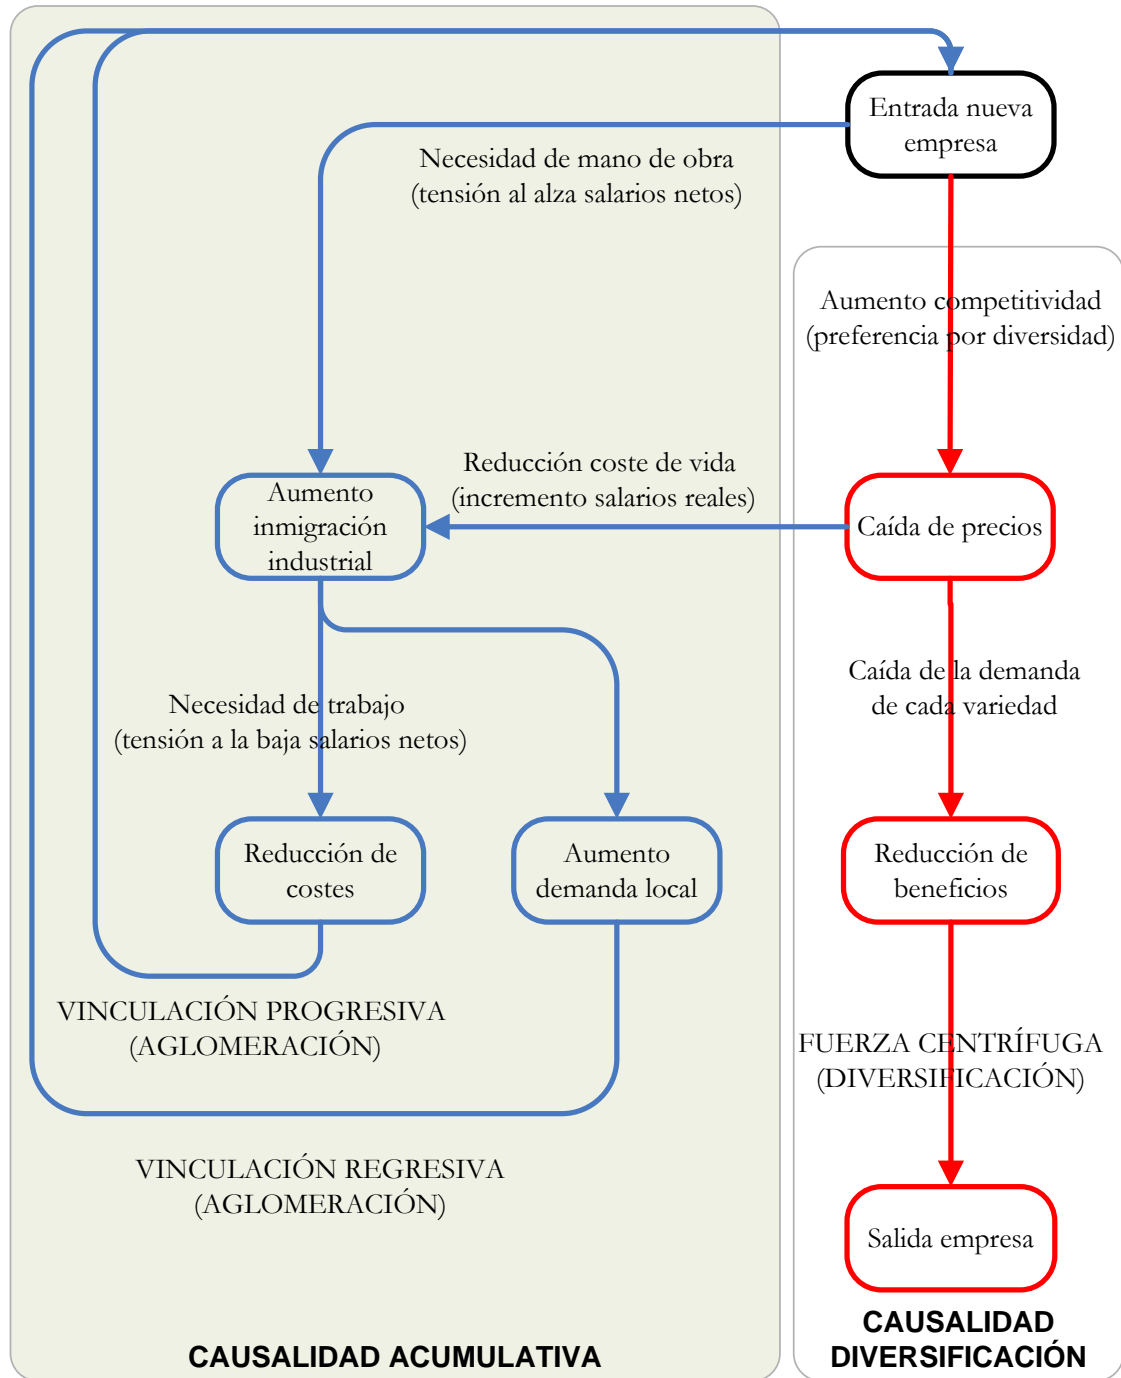 Entrada nueva
empresa
Necesidad de mano de obra
(tensión al alza salarios netos)
Aumento competitividad
(preferencia por diversidad)
Reducción coste de vida
(incremento salarios reales)
Aumento
inmigración
industrial
Caída de precios
Necesidad de trabajo
(tensión a la baja salarios netos)
Caída de la demanda
de cada variedad
Reducción de
costes
Aumento
demanda local
Reducción de
beneficios
VINCULACIÓN PROGRESIVA
(AGLOMERACIÓN)
FUERZA CENTRÍFUGA
(DIVERSIFICACIÓN)
VINCULACIÓN REGRESIVA
(AGLOMERACIÓN)
Salida empresa
CAUSALIDAD ACUMULATIVA
CAUSALIDAD
DIVERSIFICACIÓN